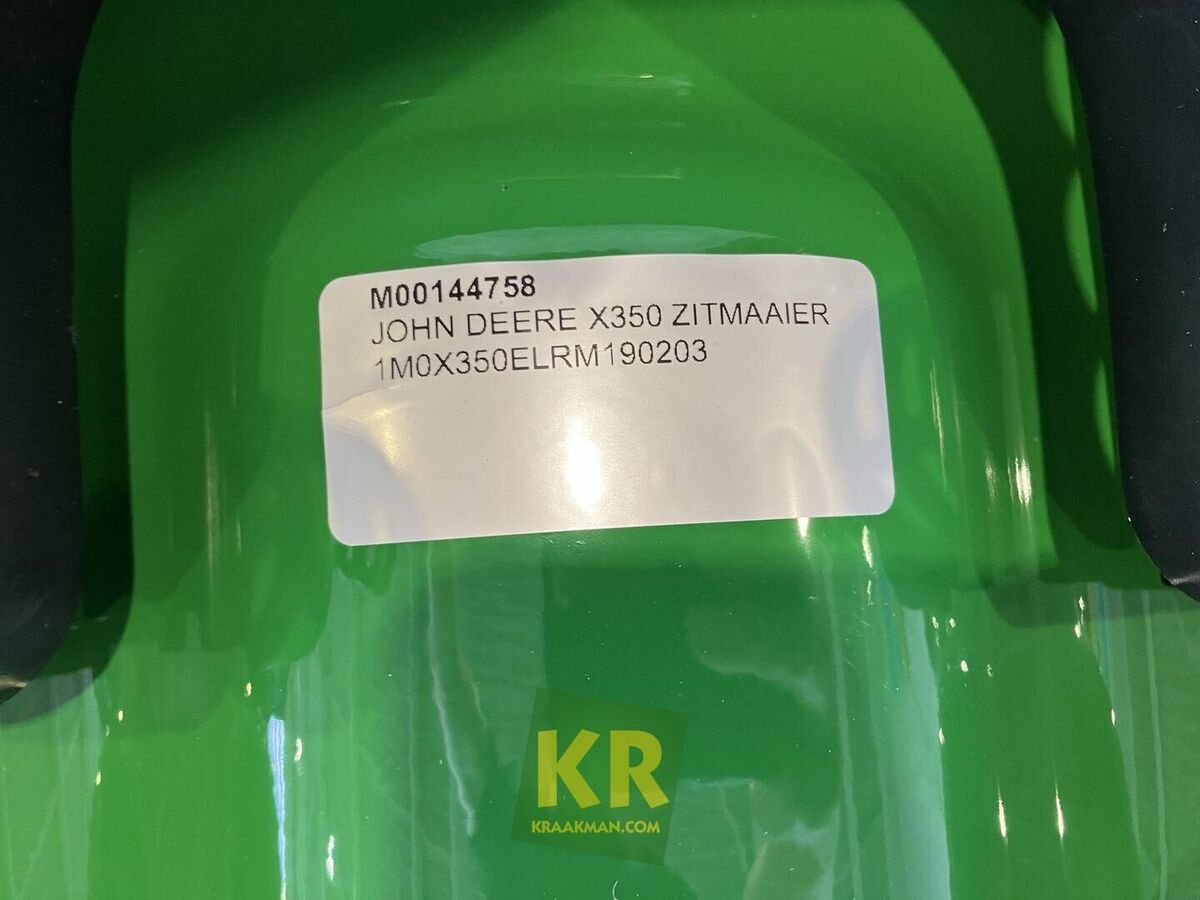 M00144758
JOHN DEERE X350 ZITMAAIER
1M0X350ELRM190203
KR
KRAAKMAN.COM